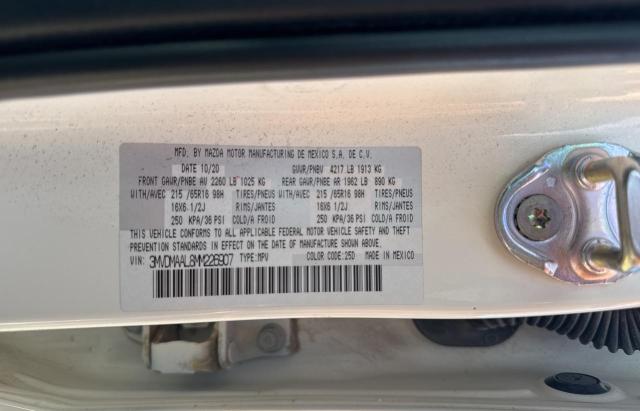 MFD. BY MAZDA MOTOR MANUFACTURING DE MEXICO S.A. DE C.V.
DATE 10/20 GVWR/PNBV 4217 LB 1913 KG
FRONT GAWR/PNBE AV 2260 LB 1025 KG REAR GAWR/PNBE AR 1962 LB 890 KG
WITH/AVEC 215 /65R16 98H TIRES/PNEUS WITH/AVEC 215 /65R16 98H TIRES/PNEUS
16X6 1/2J RIMS/JANTES 16X6 1/2J RIMS/JANTES
250 KPA/36 PSI COLD/A FROID 250 KPA/36 PSI COLD/A FROID
THIS VEHICLE CONFORMS TO ALL APPLICABLE FEDERAL MOTOR VEHICLE SAFETY AND THEFT
PREVENTION STANDARDS IN EFFECT ON THE DATE OF MANUFACTURE SHOWN ABOVE.
VIN: 3MVDMAAL8MM226907 TYPE:MPV COLOR CODE:25D MADE IN MEXICO